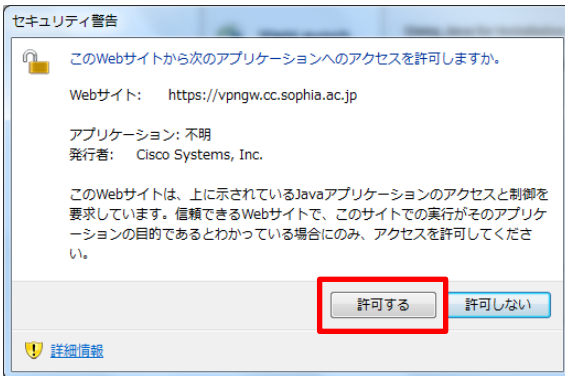 セキュリティ警告
このWebサイトから次のアプリケーションへのアクセスを許可しますか。
Webサイト: https://vpngw.cc.sophia.ac.jp
アプリケーション: 不明
発行者: Cisco Systems, Inc.
このWebサイトは、上に示されているJavaアプリケーションのアクセスと制御を
要求しています。信頼できるWebサイトで、このサイトでの実行がそのアプリケ
ーションの目的であるとわかっている場合にのみ、アクセスを許可してくださ
い。
許可する 許可しない
詳細情報